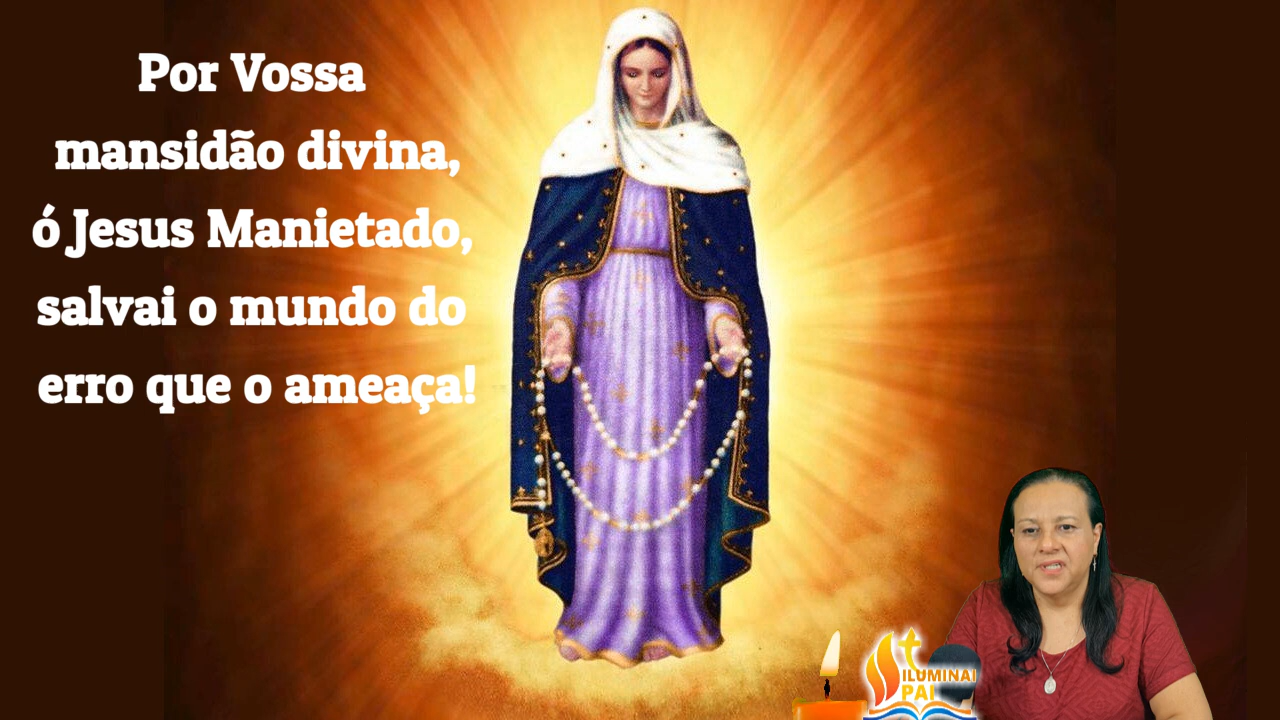 Por Vossa
mansidão divina,
ó Jesus Manietado,
salvai o mundo do
erro que o ameaça!
ILUMINAI
PAI